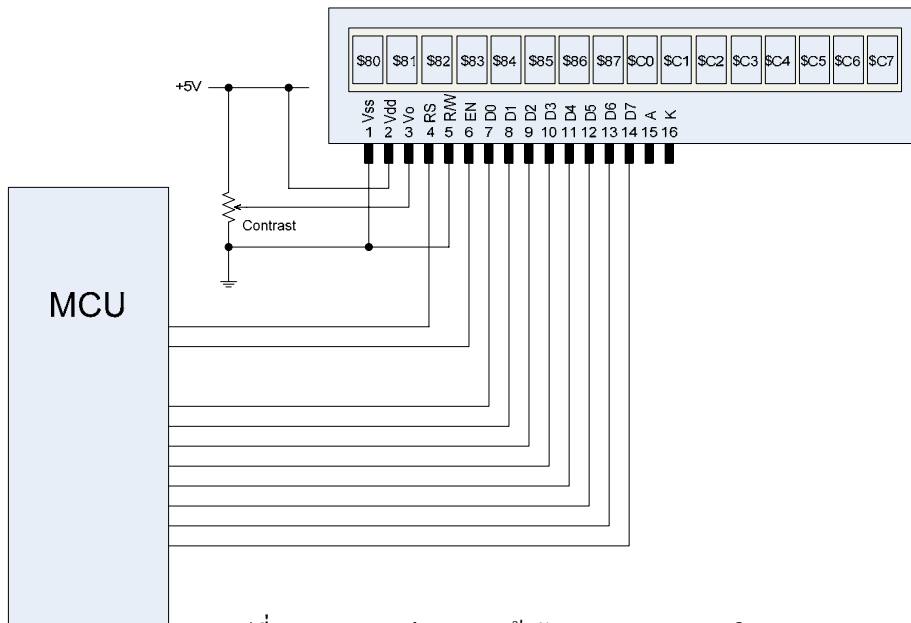 $80 $81 $82 $83 $84 $85 $86 $87 $C0 $C1 $C2 $C3 $C4 $C5 $C6 $C7
+5V
Vss Vdd Vo RS R/W EN D0 D1 D2 D3 D4 D5 D6 D7 A K
1 2 3 4 5 6 7 8 9 10 11 12 13 14 15 16
Contrast
MCU